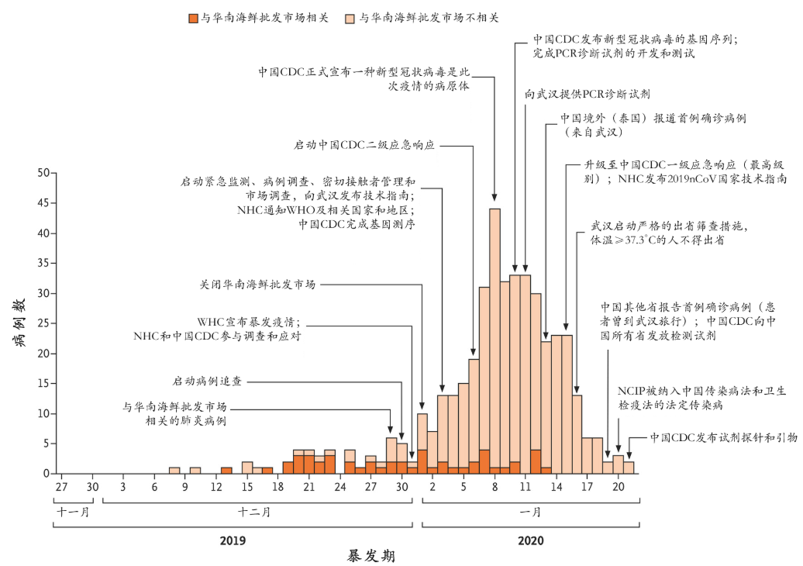 与华南海鲜批发市场相关
与华南海鲜批发市场不相关
中国CDC发布新型冠状病毒的基因序列；
完成PCR诊断试剂的开发和测试
中国CDC正式宣布一种新型冠状病毒是此
次疫情的病原体
向武汉提供PCR诊断试剂
中国境外（泰国）报道首例确诊病例
（来自武汉）
启动中国CDC二级应急响应
升级至中国CDC一级应急响应（最高级
别）；NHC发布2019nCoV国家技术指南
启动紧急监测、病例调查、密切接触者管理和
市场调查，向武汉发布技术指南；
NHC通知WHO及相关国家和地区；
中国CDC完成基因测序
武汉启动严格的出省筛查措施，
体温≥37.3°C的人不得出省
关闭华南海鲜批发市场
中国其他省报告首例确诊病例（患
者曾到武汉旅行）；中国CDC向中
国所有省发放检测试剂
WHC宣布暴发疫情；
NHC和中国CDC参与调查和应对
启动病例追查
NCIP被纳入中国传染病法和卫生
检疫法的法定传染病
与华南海鲜批发市场
相关的肺炎病例
中国CDC发布试剂探针和引物
病例数
50
45
40
35
30
25
20
15
10
5
0
27 30 3 6 9 12 15 18 21 24 27 30 2 5 8 11 14 17 20
十一月 十二月 一月
2019 2020
暴发期